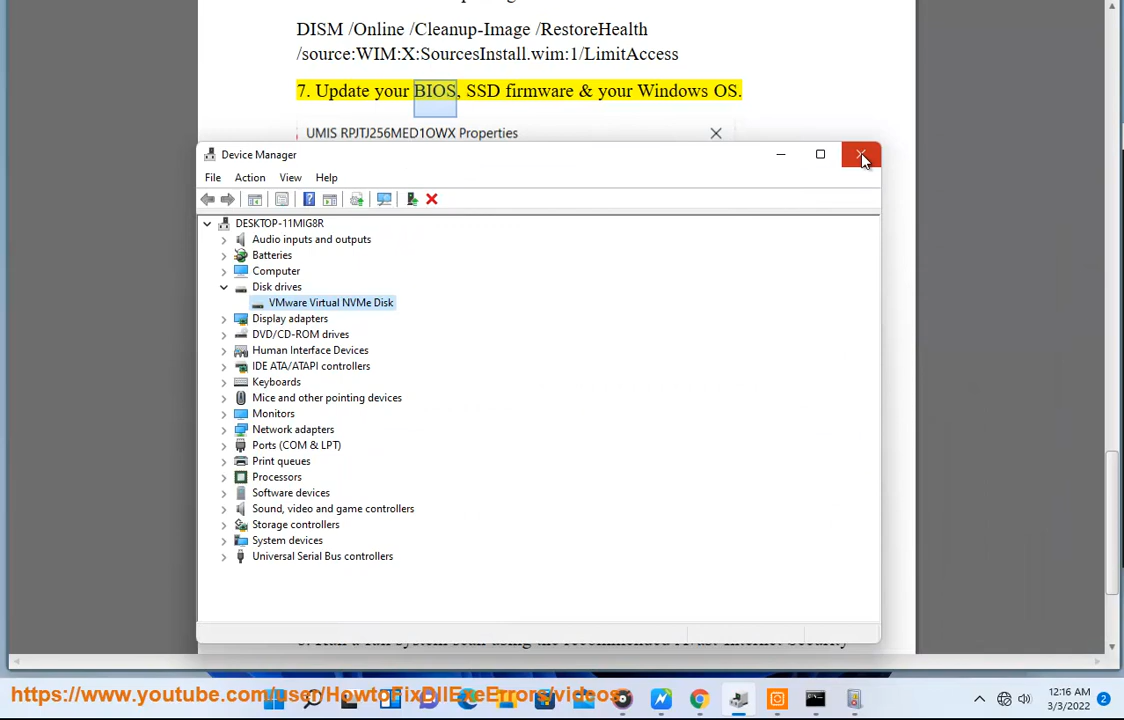 DISM /Online /Cleanup-Image /RestoreHealth
/source:WIM:X:SourcesInstall.wim:1/LimitAccess
7. Update your BIOS, SSD firmware & your Windows OS.
UMIS RPJTJ256MED1OWX Properties
Device Manager
File Action View Help
DESKTOP-11MIG8R
Audio inputs and outputs
Batteries
Computer
Disk drives
VMware Virtual NVMe Disk
Display adapters
DVD/CD-ROM drives
Human Interface Devices
IDE ATA/ATAPI controllers
Keyboards
Mice and other pointing devices
Monitors
Network adapters
Ports (COM & LPT)
Print queues
Processors
Software devices
Sound, video and game controllers
Storage controllers
System devices
Universal Serial Bus controllers
https://www.youtube.com/user/HowtoFixDllExeErrors/videos
12:16 AM
3/3/2022
2